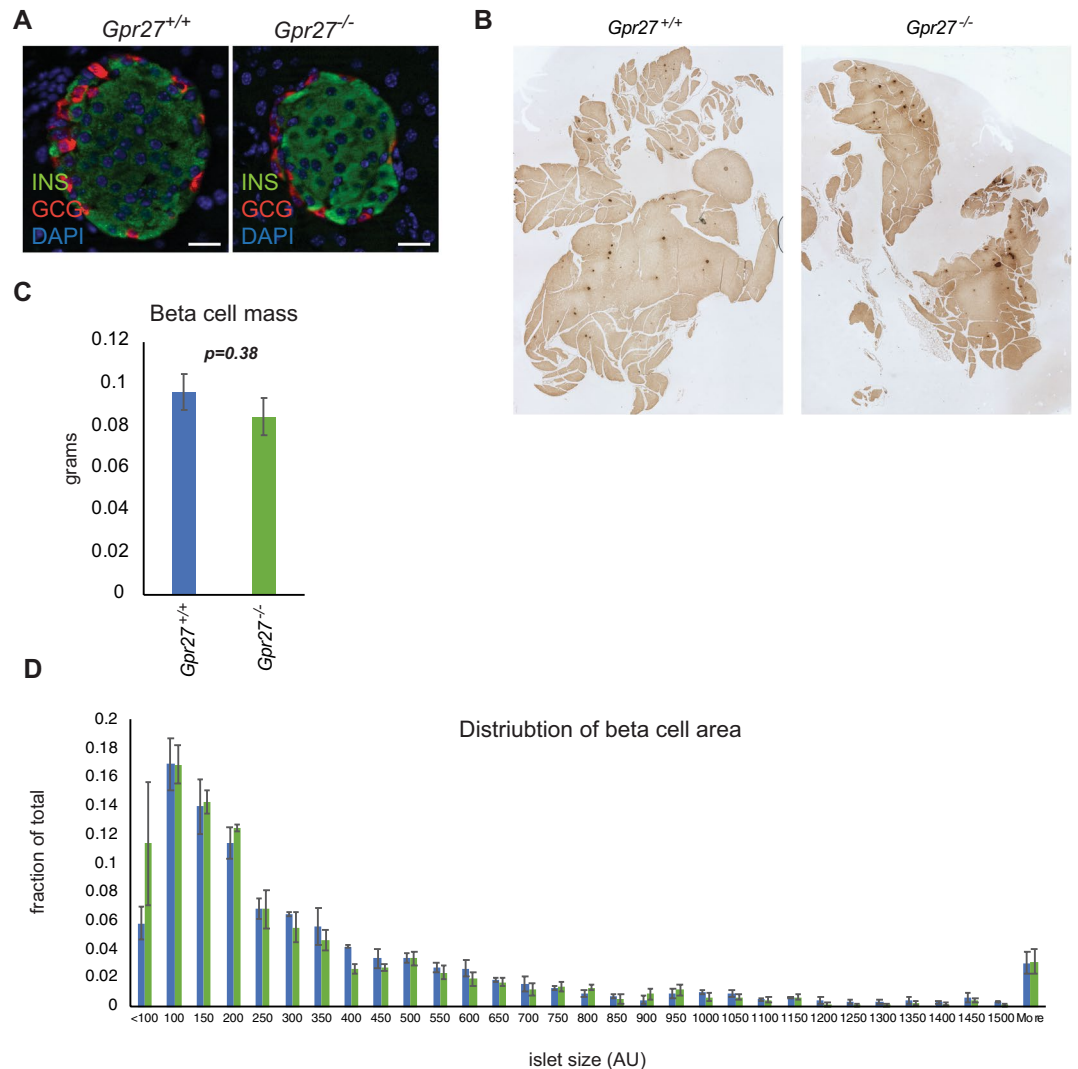 A
Gpr27+/+
Gpr27-/-
INS
GCG
DAPI
INS
GCG
DAPI
B
Gpr27+/+
Gpr27-/-
C
Beta cell mass
p=0.38
0.12
0.1
0.08
0.06
0.04
0.02
0
grams
Gpr27+/+
Gpr27-/-
D
Distriubtion of beta cell area
0.2
0.18
0.16
0.14
0.12
0.1
0.08
0.06
0.04
0.02
0
fraction of total
<100 100 150 200 250 300 350 400 450 500 550 600 650 700 750 800 850 900 950 1000 1050 1100 1150 1200 1250 1300 1350 1400 1450 1500 More
islet size (AU)